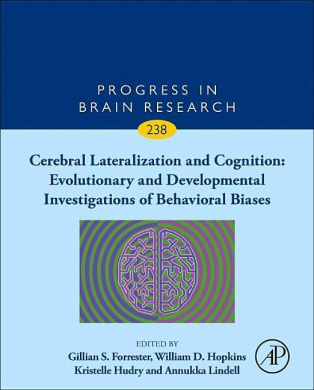 PROGRESS IN
BRAIN RESEARCH
238
Cerebral Lateralization and Cognition:
Evolutionary and Developmental
Investigations of Behavioral Biases
EDITED BY
Gillian S. Forrester, William D. Hopkins
Kristelle Hudry and Annukka Lindell
AP